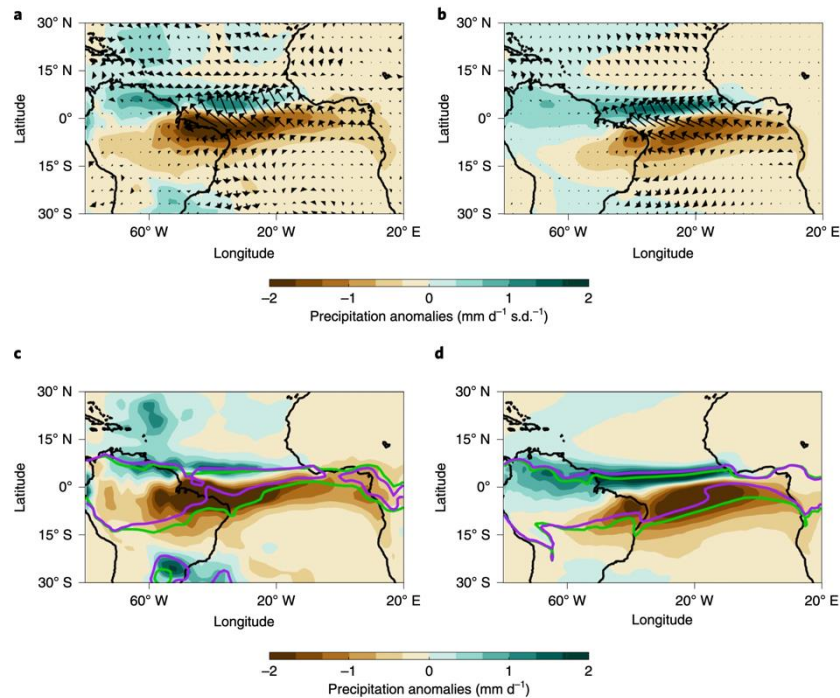 a
b
30° N
15° N
0° C
15° S
30° S
Latitude
60° W
20° W
20° E
Longitude
30° N
15° N
0° C
15° S
30° S
Latitude
60° W
20° W
20° E
Longitude
–2
–1
0
1
2
Precipitation anomalies (mm d⁻¹ s.d.⁻¹)
c
d
30° N
15° N
0° C
15° S
30° S
Latitude
60° W
20° W
20° E
Longitude
30° N
15° N
0° C
15° S
30° S
Latitude
60° W
20° W
20° E
Longitude
–2
–1
0
1
2
Precipitation anomalies (mm d⁻¹)